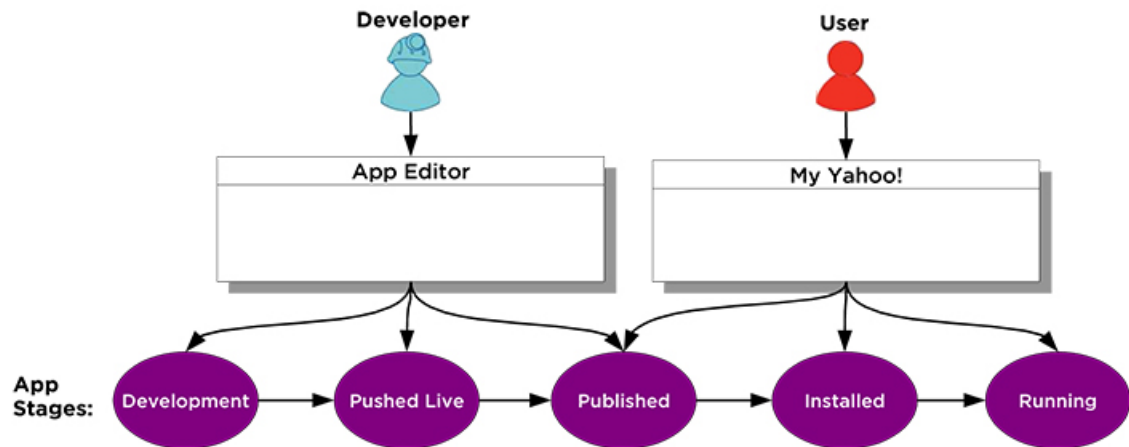 Developer
User
App Editor
My Yahoo!
App
Stages:
Development
Pushed Live
Published
Installed
Running